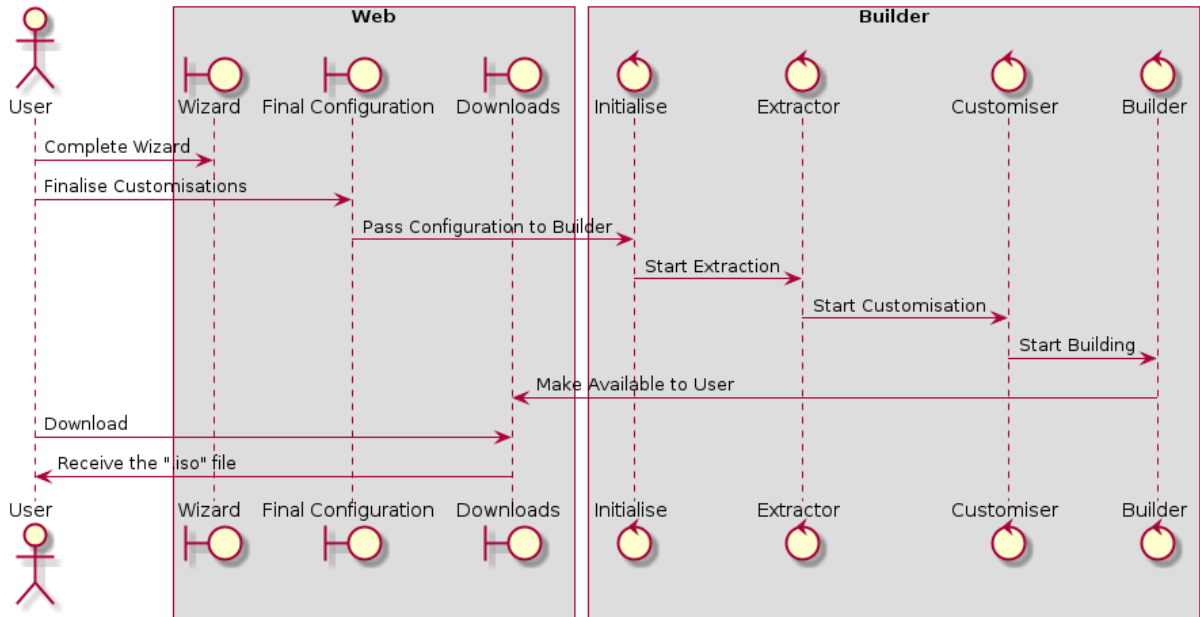 Web
Builder
User
Wizard
Final Configuration
Downloads
Initialise
Extractor
Customiser
Builder
Complete Wizard
Finalise Customisations
Pass Configuration to Builder
Start Extraction
Start Customisation
Start Building
Make Available to User
Download
Receive the ".iso" file
User
Wizard
Final Configuration
Downloads
Initialise
Extractor
Customiser
Builder